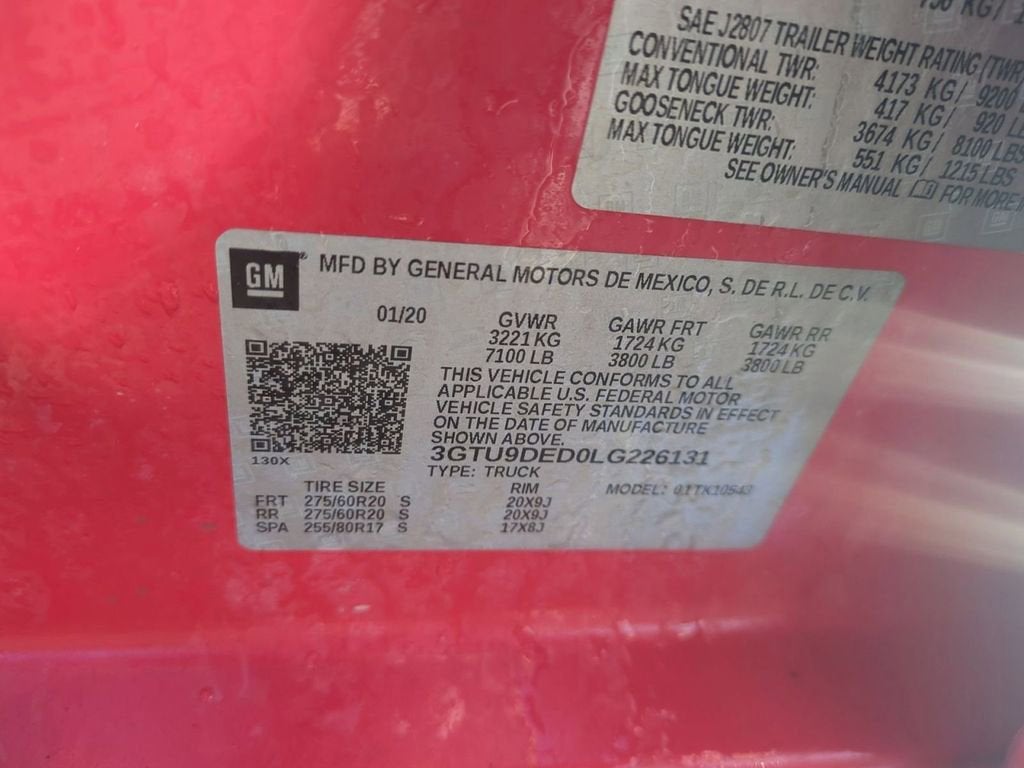 SAE J2807 TRAILER WEIGHT RATING (TWR
CONVENTIONAL TWR: 4173 KG/ 9200
MAX TONGUE WEIGHT: 417 KG/ 920
GOOSENECK TWR: 3674 KG/ 8100 LBS
MAX TONGUE WEIGHT: 551 KG/ 1215 LBS
SEE OWNER'S MANUAL FOR MORE
GM MFD BY GENERAL MOTORS DE MEXICO, S. DE R.L. DE C.V.
01/20 GVWR GAWR FRT GAWR RR
3221 KG 1724 KG 1724 KG
7100 LB 3800 LB 3800 LB
THIS VEHICLE CONFORMS TO ALL
APPLICABLE U.S. FEDERAL MOTOR
VEHICLE SAFETY STANDARDS IN EFFECT
ON THE DATE OF MANUFACTURE
SHOWN ABOVE.
3GTU9DED0LG226131
130X TYPE: TRUCK
TIRE SIZE RIM MODEL: 01TK10543
FRT 275/60R20 S 20X9J
RR 275/60R20 S 20X9J
SPA 255/80R17 S 17X8J